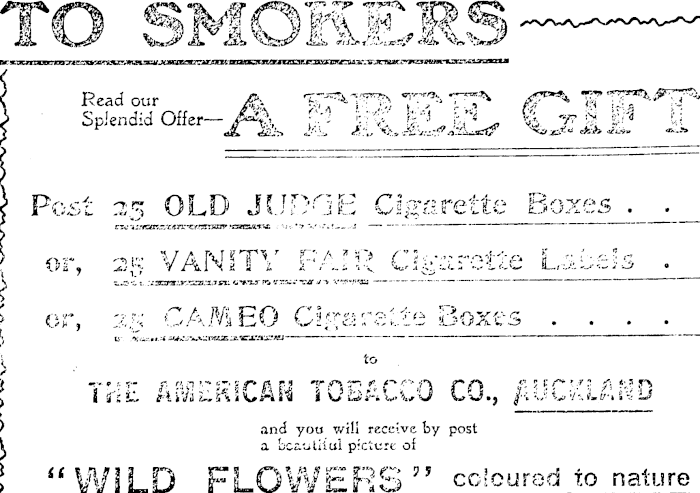 TO SMOKERS
Read our
Splendid Offer—
A FREE GIFT
Post 25 OLD JUDGE Cigarette Boxes . .
or, 25 VANITY FAIR Cigarette Labels .
or, 25 CAMEO Cigarette Boxes . . . .
to
THE AMERICAN TOBACCO CO., AUCKLAND
and you will receive by post
a beautiful picture of
"WILD FLOWERS" coloured to nature